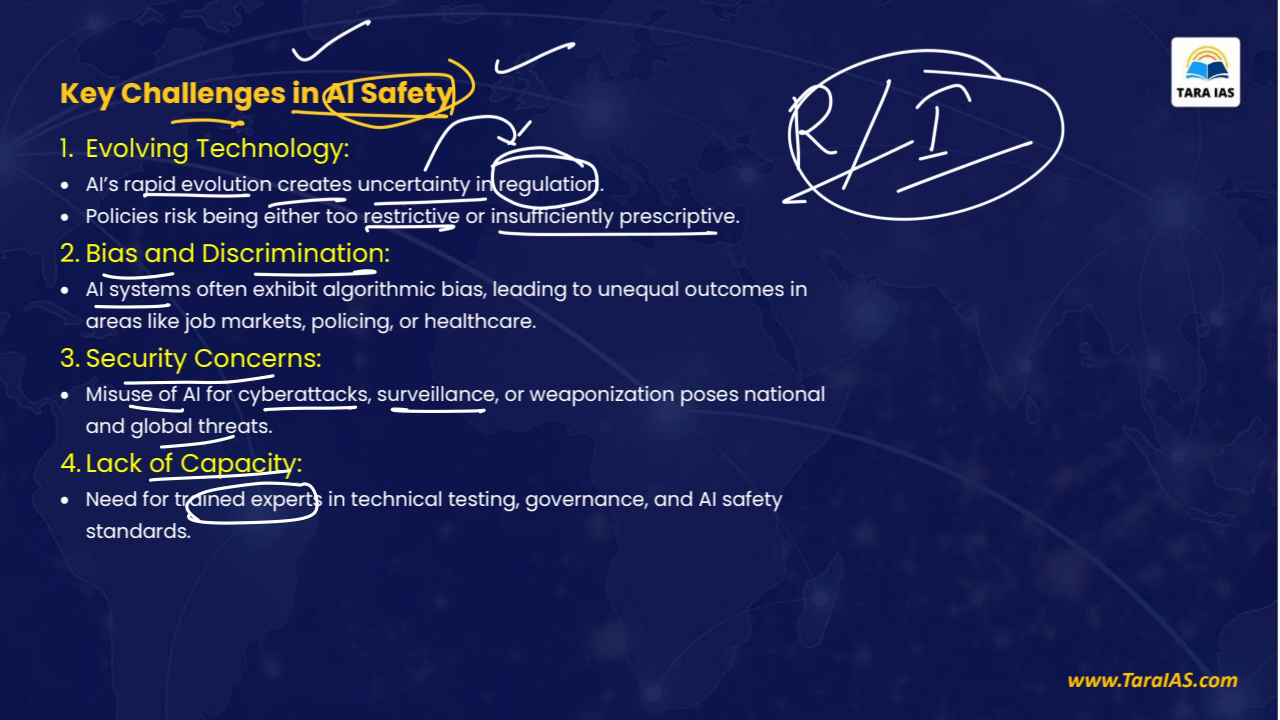 TARA IAS
R/I
Key Challenges in AI Safety
1. Evolving Technology:
• AI's rapid evolution creates uncertainty in regulation.
• Policies risk being either too restrictive or insufficiently prescriptive.
2. Bias and Discrimination:
• AI systems often exhibit algorithmic bias, leading to unequal outcomes in
areas like job markets, policing, or healthcare.
3. Security Concerns:
• Misuse of AI for cyberattacks, surveillance, or weaponization poses national
and global threats.
4. Lack of Capacity:
• Need for trained experts in technical testing, governance, and AI safety
standards.
www.TaraIAS.com